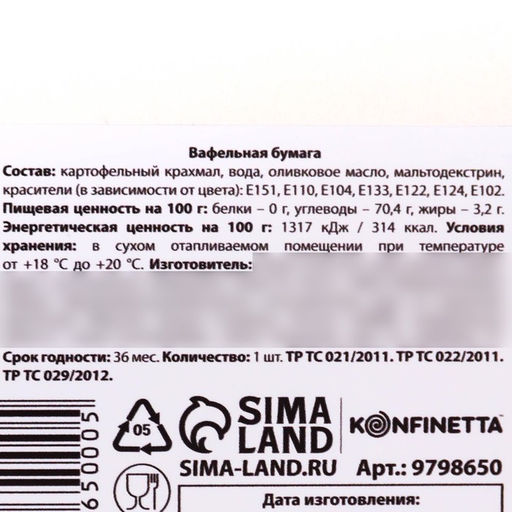 Вафельная бумага
Состав: картофельный крахмал, вода, оливковое масло, мальтодекстрин,
красители (в зависимости от цвета): Е151, Е110, Е104, Е133, Е122, Е124, Е102.
Пищевая ценность на 100 г: белки – 0 г, углеводы – 70,4 г, жиры – 3,2 г.
Энергетическая ценность на 100 г: 1317 кДж / 314 ккал. Условия
хранения: в сухом отапливаемом помещении при температуре
от +18 °С до +20 °С. Изготовитель:
Срок годности: 36 мес. Количество: 1 шт. ТР ТС 021/2011. ТР ТС 022/2011.
ТР ТС 029/2012.
650005
05
SIMA
LAND
KONFINETTA
SIMA-LAND.RU Арт.: 9798650
Дата изготовления: